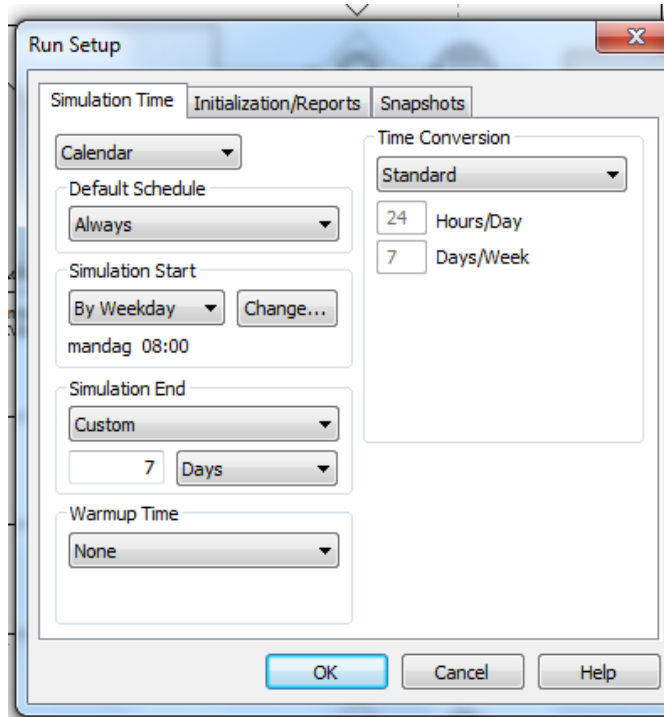 Run Setup
Simulation Time
Initialization/Reports
Snapshots
Calendar
Default Schedule
Always
Simulation Start
By Weekday
Change...
mandag 08:00
Simulation End
Custom
7
Days
Warmup Time
None
Time Conversion
Standard
24 Hours/Day
7 Days/Week
OK
Cancel
Help